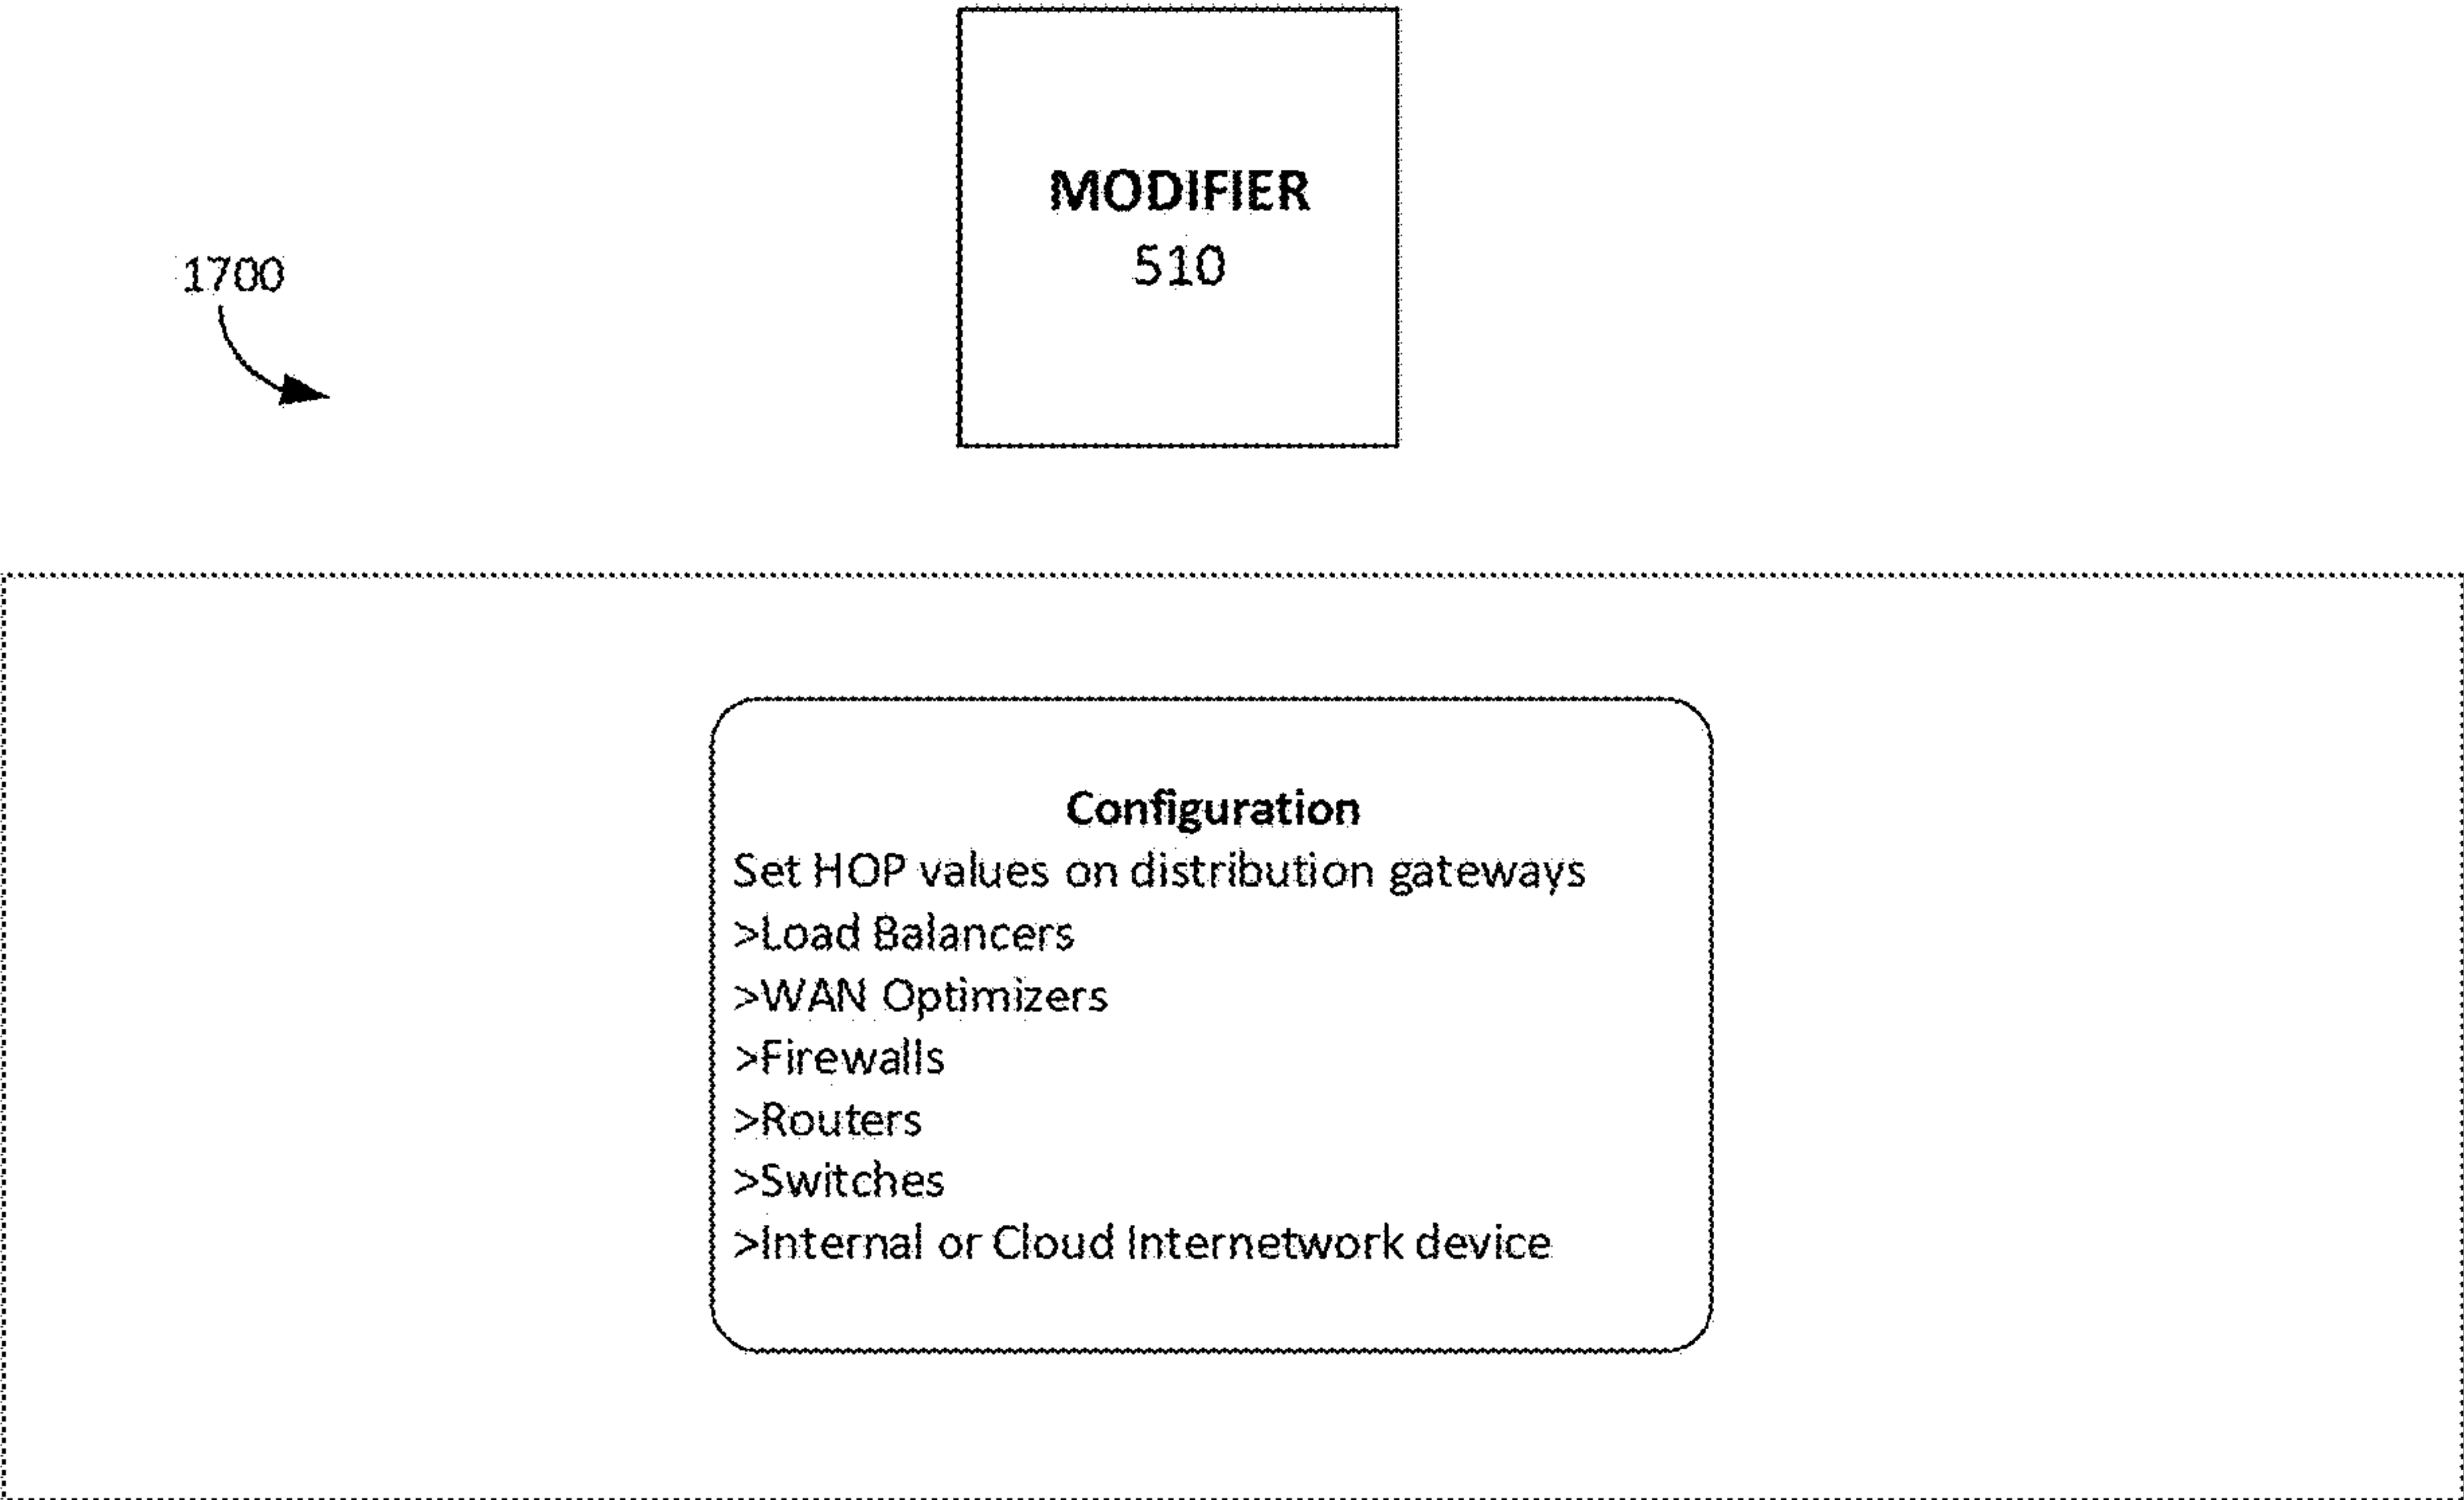 MODIFIER
510
1700
Configuration
Set HOP values on distribution gateways
>Load Balancers
>WAN Optimizers
>Firewalls
>Routers
>Switches
>Internal or Cloud Internetwork device